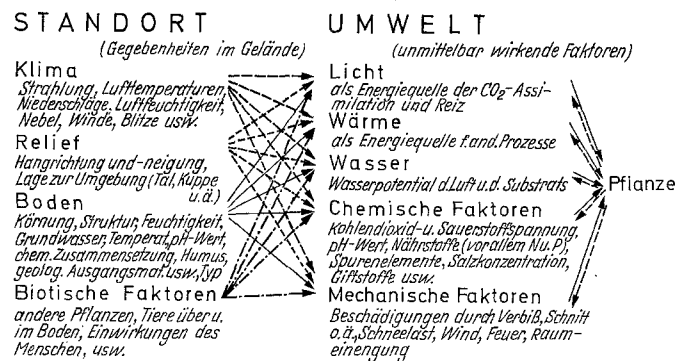 STANDORT
(Gegebenheiten im Gelände)
Klima
Strahlung, Lufttemperaturen,
Niederschläge. Luftfeuchtigkeit,
Nebel, Winde, Blitze usw.
Relief
Hangrichtung und -neigung,
Lage zur Umgebung (Tal, Kuppe
u.ä.)
Boden
Körnung, Struktur, Feuchtigkeit,
Grundwasser, Temperat, pH-Wert,
chem. Zusammensetzung, Humus,
geolog. Ausgangsmat. usw., Typ
Biotische Faktoren
andere Pflanzen, Tiere über u.
im Boden, Einwirkungen des
Menschen, usw.
UMWELT
(unmittelbar wirkende Faktoren)
Licht
als Energiequelle der CO₂-Assi-
milation und Reiz
Wärme
als Energiequelle f. and. Prozesse
Wasser
Wasserpotential d. Luft u. d. Substrats
Chemische Faktoren
Kohlendioxid- u. Sauerstoffspannung,
pH-Wert, Nährstoffe (vor allem N u. P),
Spurenelemente, Salzkonzentration,
Giftstoffe usw.
Mechanische Faktoren
Beschädigungen durch Verbiß, Schnitt
o.ä., Schneelast, Wind, Feuer, Raum-
einengung
Pflanze